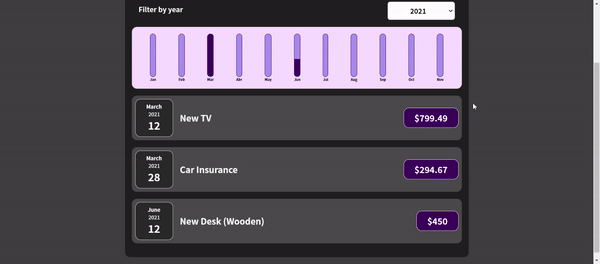 Filter by year
2021
Jan Feb Mar Abr May Jun Jul Aug Sep Oct Nov
March
2021
12
New TV
$799.49
March
2021
28
Car Insurance
$294.67
June
2021
12
New Desk (Wooden)
$450